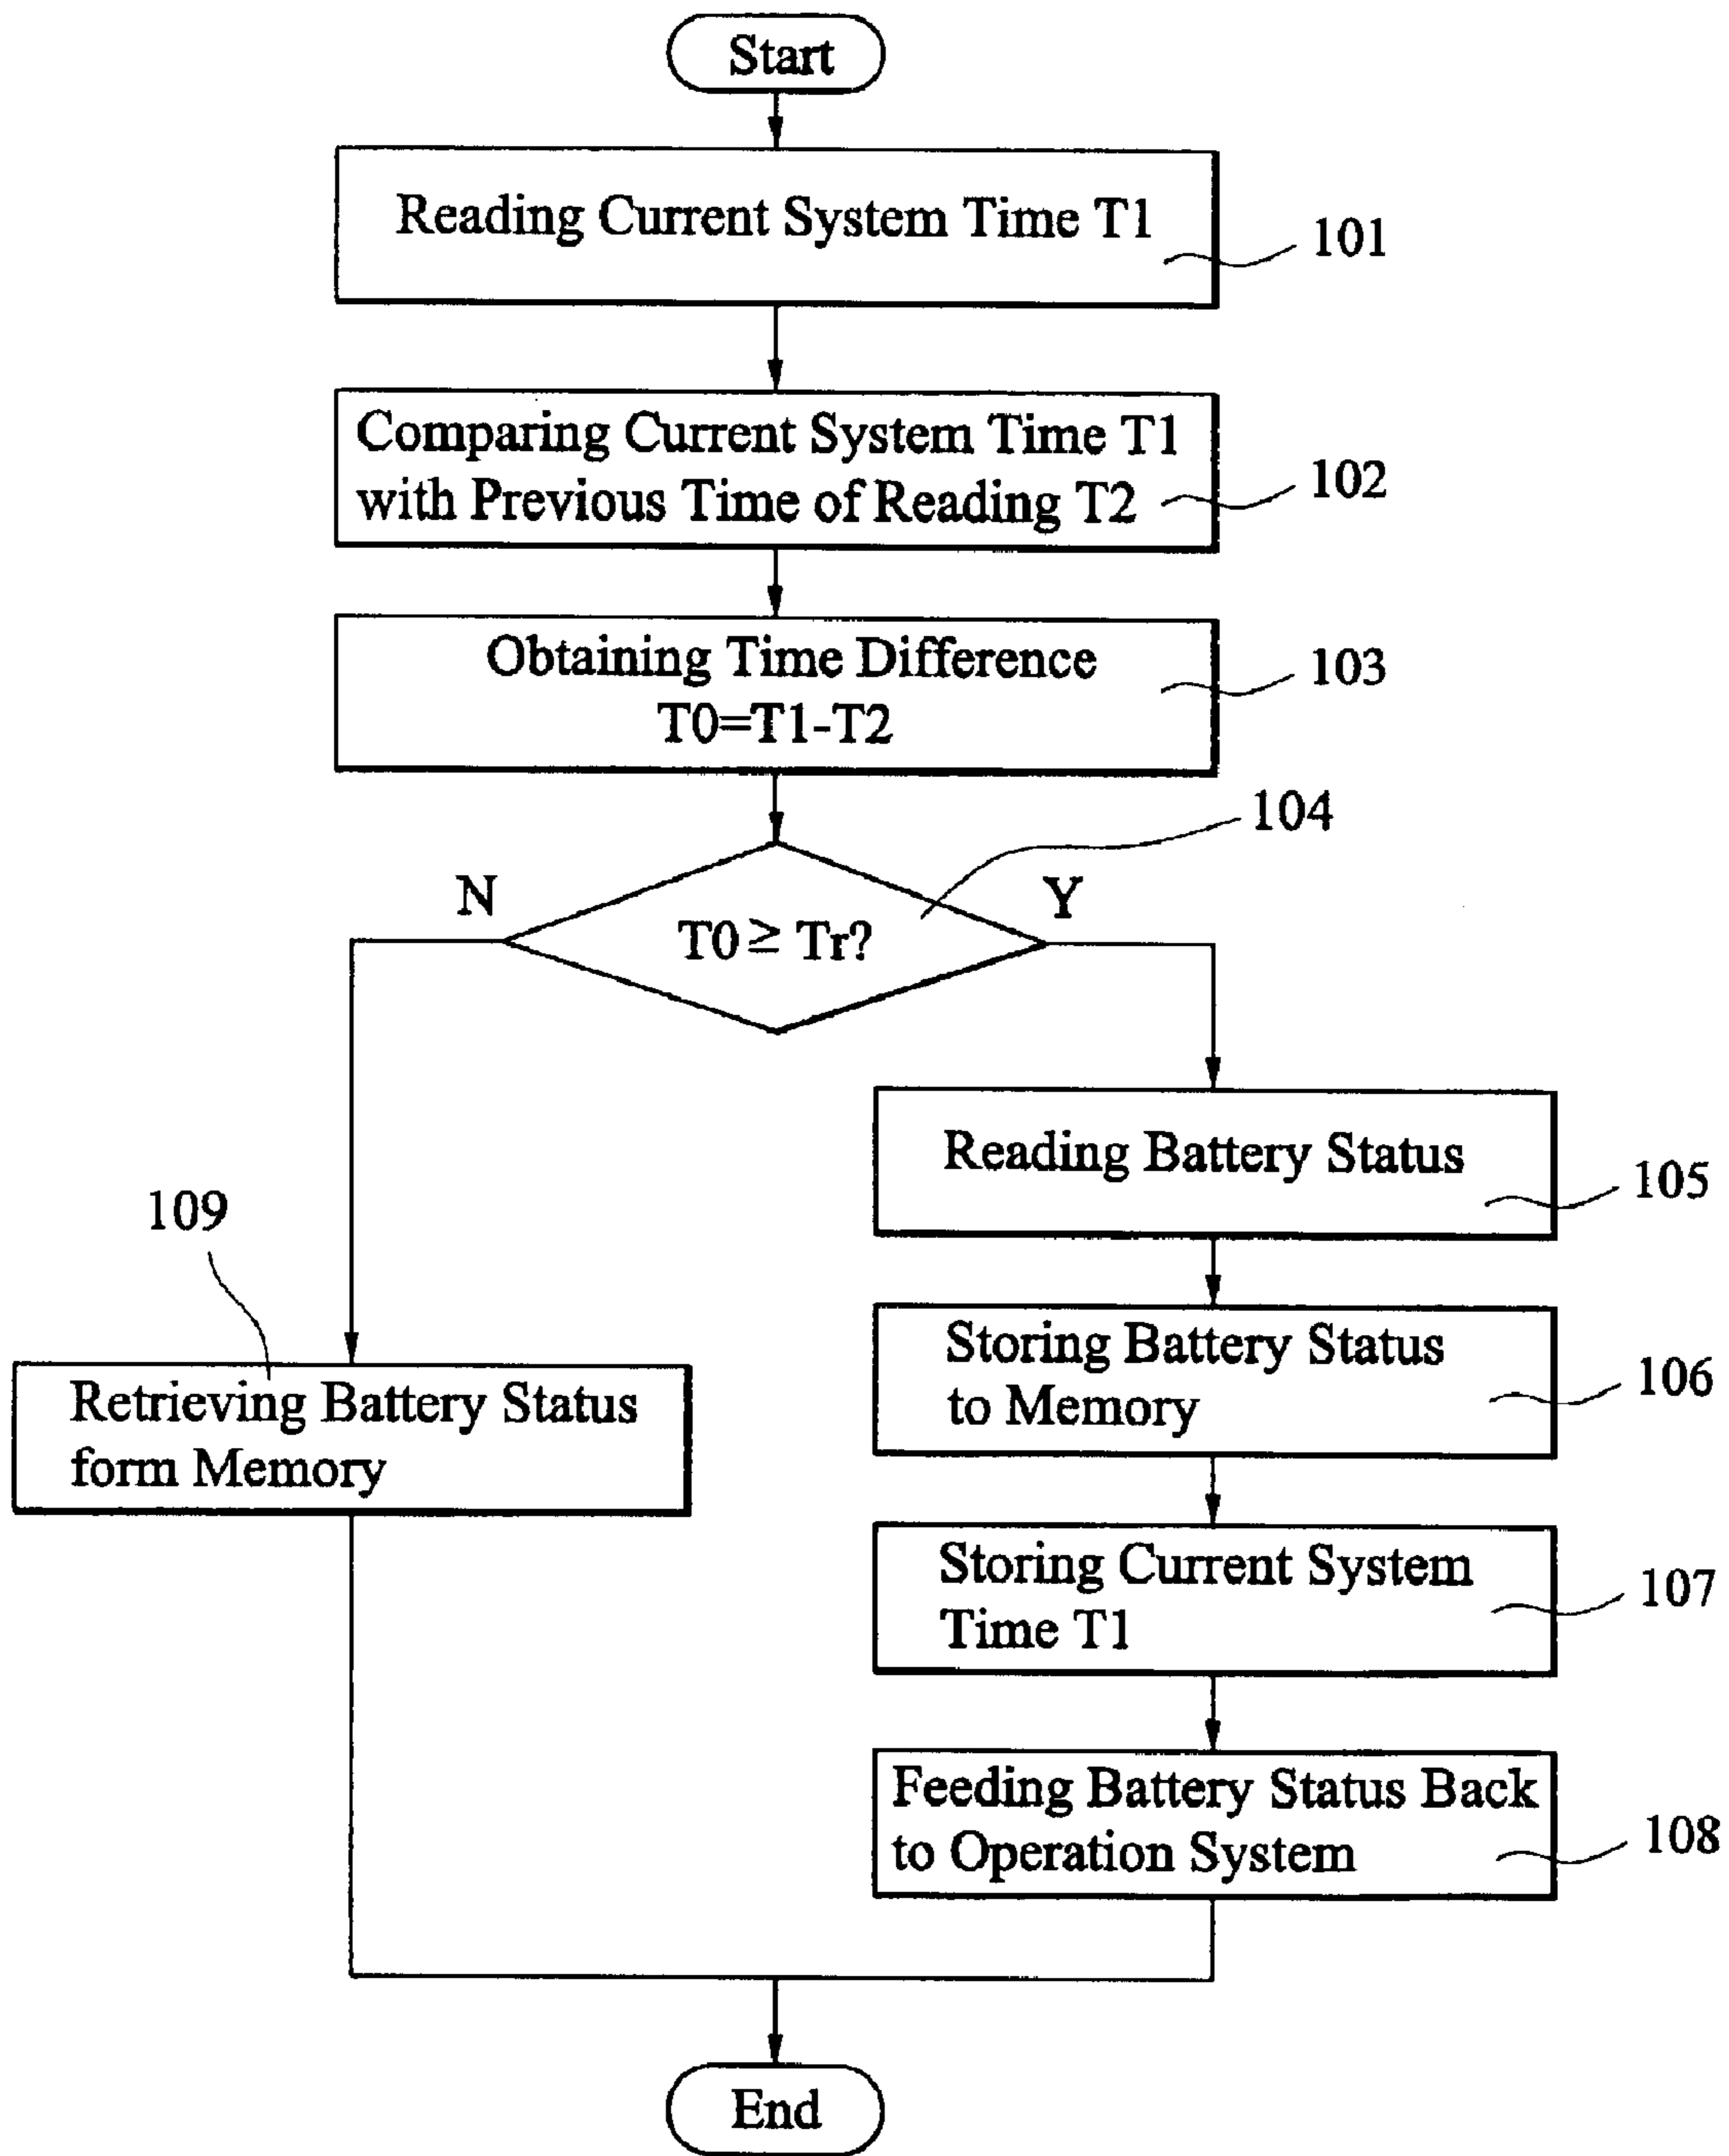 Start
Reading Current System Time T1
101
Comparing Current System Time T1
with Previous Time of Reading T2
102
Obtaining Time Difference
T0=T1-T2
103
104
N
Y
T0≧Tr?
Reading Battery Status
105
109
Storing Battery Status
to Memory
106
Retrieving Battery Status
form Memory
Storing Current System
Time T1
107
Feeding Battery Status Back
to Operation System
108
End